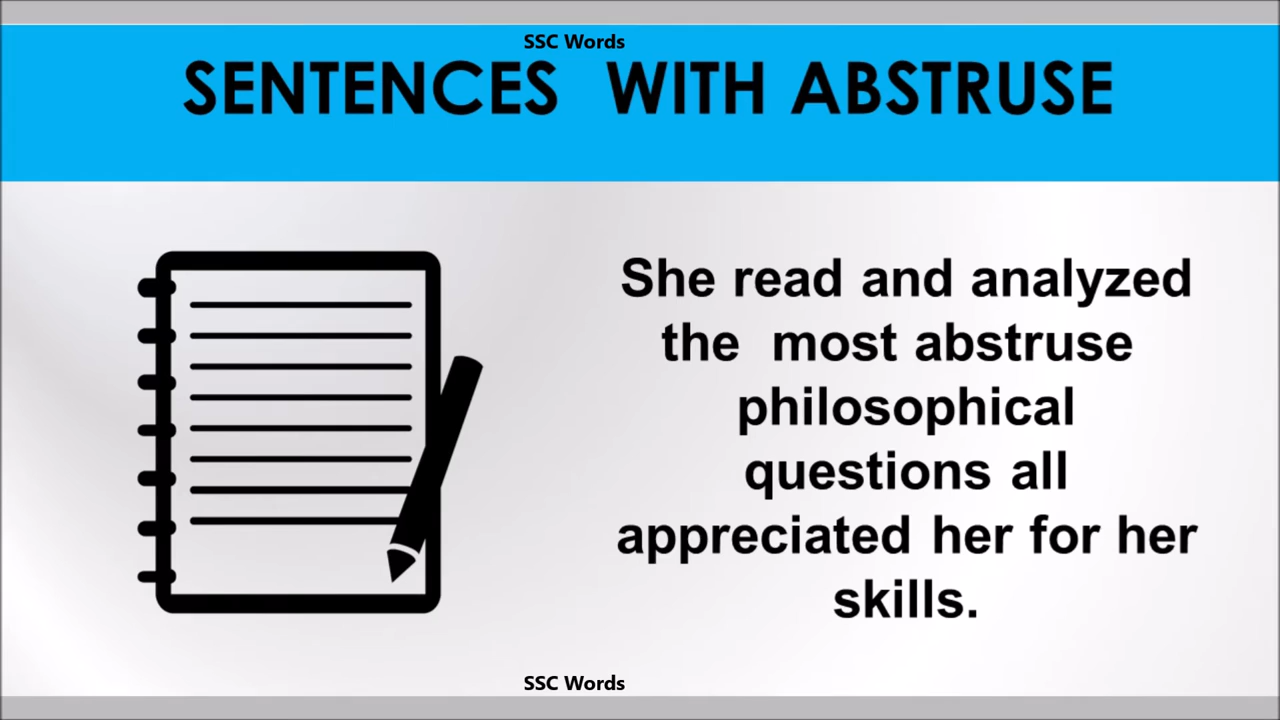 SSC Words
SENTENCES WITH ABSTRUSE
She read and analyzed
the most abstruse
philosophical
questions all
appreciated her for her
skills.
SSC Words